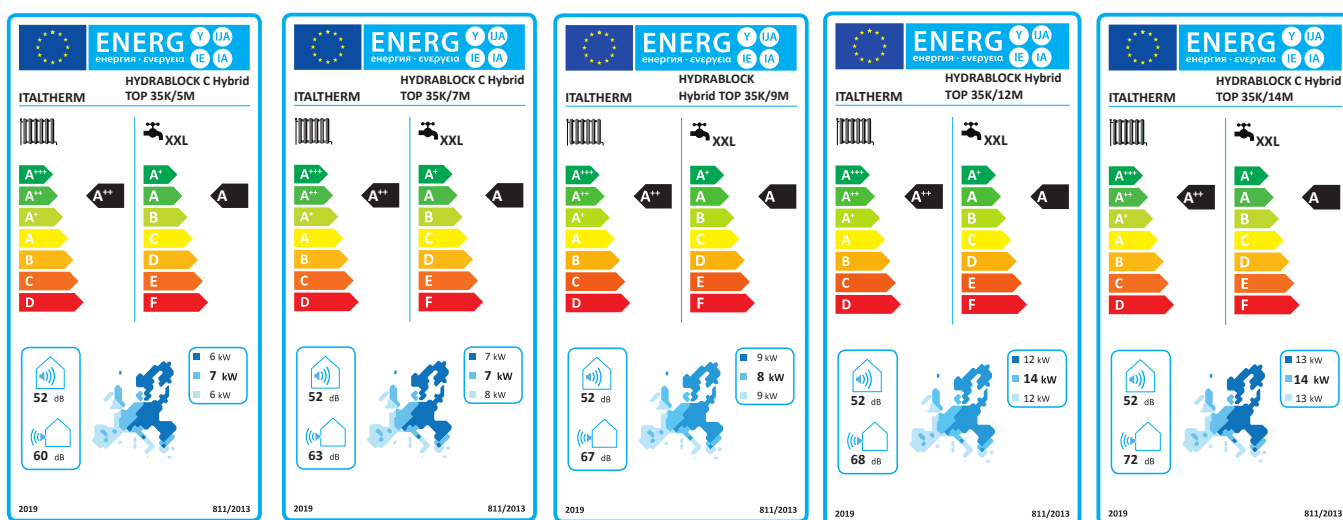 ENERG Y IJA IE IA
енергия · ενεργεια
HYDRABLOCK C Hybrid
ITALTHERM TOP 35K/5M
XXL
A+++ A+
A++ A++ A A
A+ B
A C
B D
C E
D F
6 kW
7 kW
6 kW
52 dB
60 dB
2019 811/2013
ENERG Y IJA IE IA
енергия · ενεργεια
HYDRABLOCK C Hybrid
ITALTHERM TOP 35K/7M
XXL
A+++ A+
A++ A++ A A
A+ B
A C
B D
C E
D F
7 kW
7 kW
8 kW
52 dB
63 dB
2019 811/2013
ENERG Y IJA IE IA
енергия · ενεργεια
HYDRABLOCK
ITALTHERM Hybrid TOP 35K/9M
XXL
A+++ A+
A++ A++ A A
A+ B
A C
B D
C E
D F
9 kW
8 kW
9 kW
52 dB
67 dB
2019 811/2013
ENERG Y IJA IE IA
енергия · ενεργεια
HYDRABLOCK Hybrid
ITALTHERM TOP 35K/12M
XXL
A+++ A+
A++ A++ A A
A+ B
A C
B D
C E
D F
12 kW
14 kW
12 kW
52 dB
68 dB
2019 811/2013
ENERG Y IJA IE IA
енергия · ενεργεια
HYDRABLOCK C Hybrid
ITALTHERM TOP 35K/14M
XXL
A+++ A+
A++ A++ A A
A+ B
A C
B D
C E
D F
13 kW
14 kW
13 kW
52 dB
72 dB
2019 811/2013